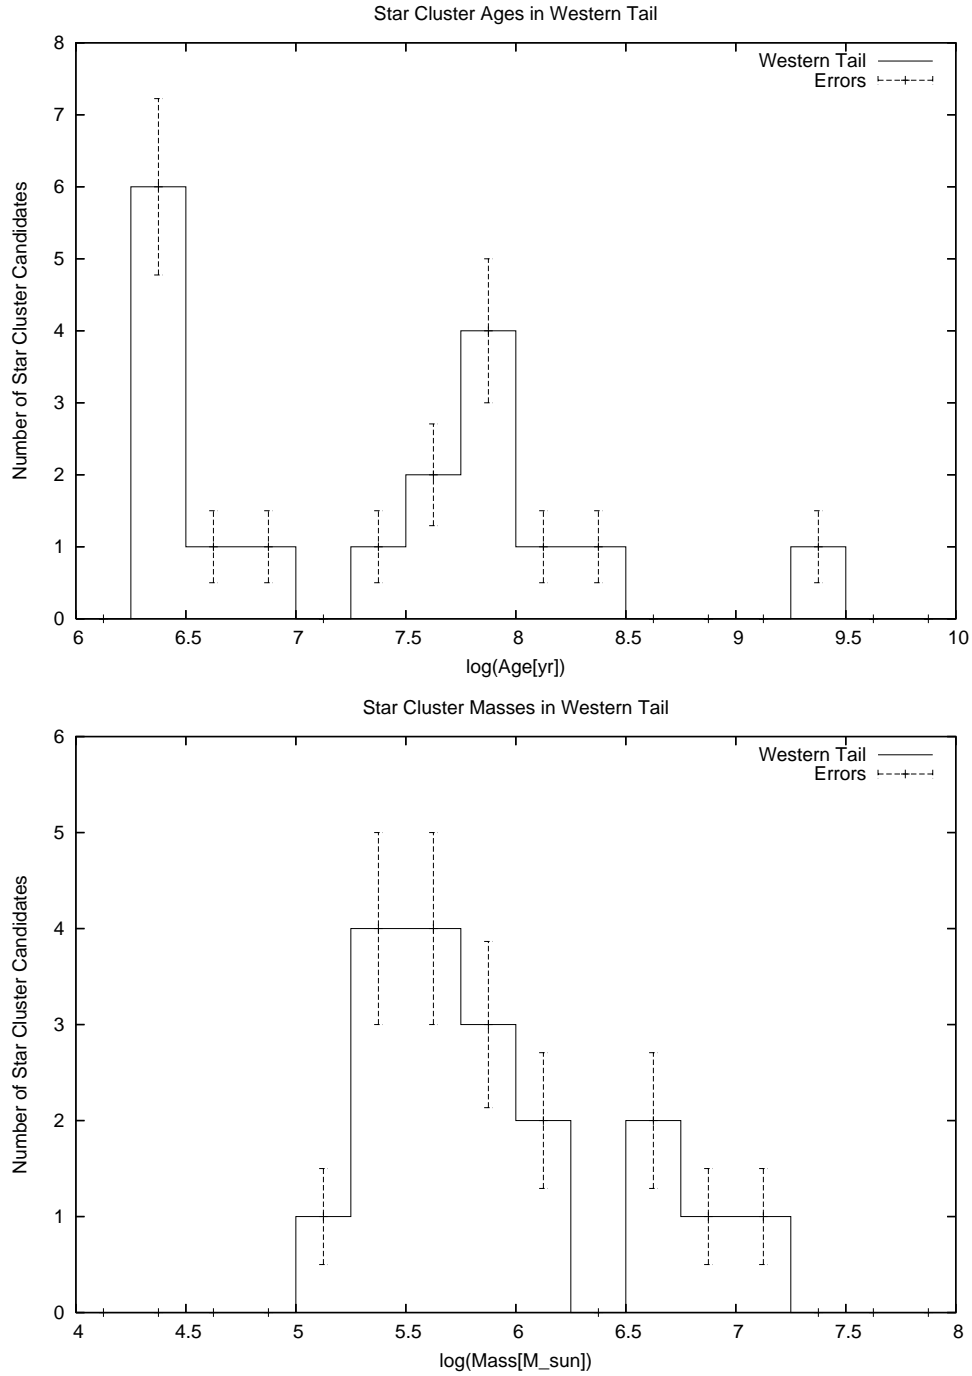 Star Cluster Ages in Western Tail
8
7
6
5
4
3
2
1
0
Number of Star Cluster Candidates
Western Tail
Errors
6 6.5 7 7.5 8 8.5 9 9.5 10
log(Age[yr])
Star Cluster Masses in Western Tail
6
5
4
3
2
1
0
Number of Star Cluster Candidates
Western Tail
Errors
4 4.5 5 5.5 6 6.5 7 7.5 8
log(Mass[M_sun])